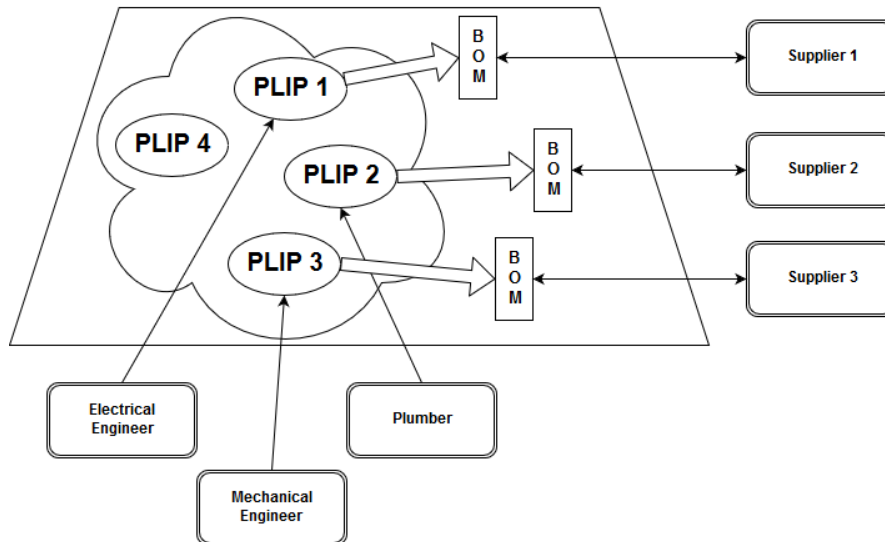 B
O
M
Supplier 1
PLIP 1
PLIP 4
B
O
M
Supplier 2
PLIP 2
B
O
M
Supplier 3
PLIP 3
Electrical
Engineer
Plumber
Mechanical
Engineer